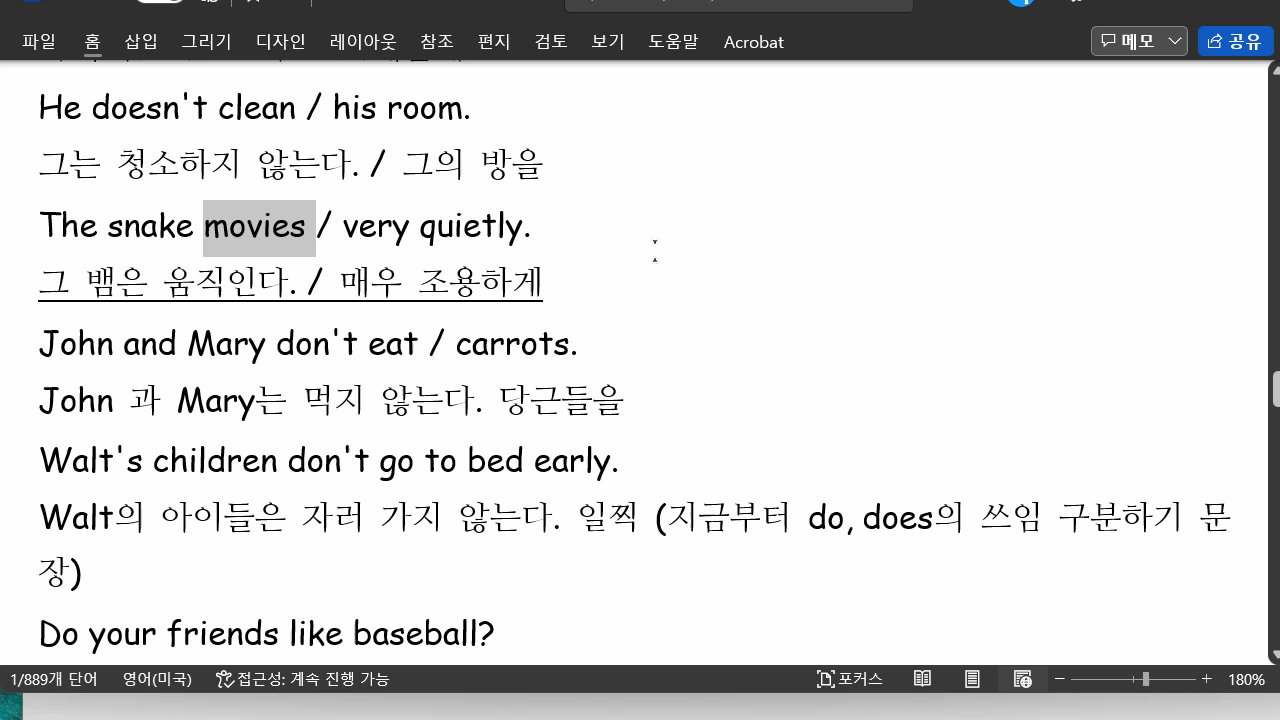 파일 홈 삽입 그리기 디자인 레이아웃 참조 편지 검토 보기 도움말 Acrobat 메모 공유
He doesn't clean / his room.
그는 청소하지 않는다. / 그의 방을
The snake movies / very quietly.
그 뱀은 움직인다. / 매우 조용하게
John and Mary don't eat / carrots.
John 과 Mary는 먹지 않는다. 당근들을
Walt's children don't go to bed early.
Walt의 아이들은 자러 가지 않는다. 일찍 (지금부터 do, does의 쓰임 구분하기 문
장)
Do your friends like baseball?
1/889개 단어 영어(미국) 접근성: 계속 진행 가능 포커스 180%